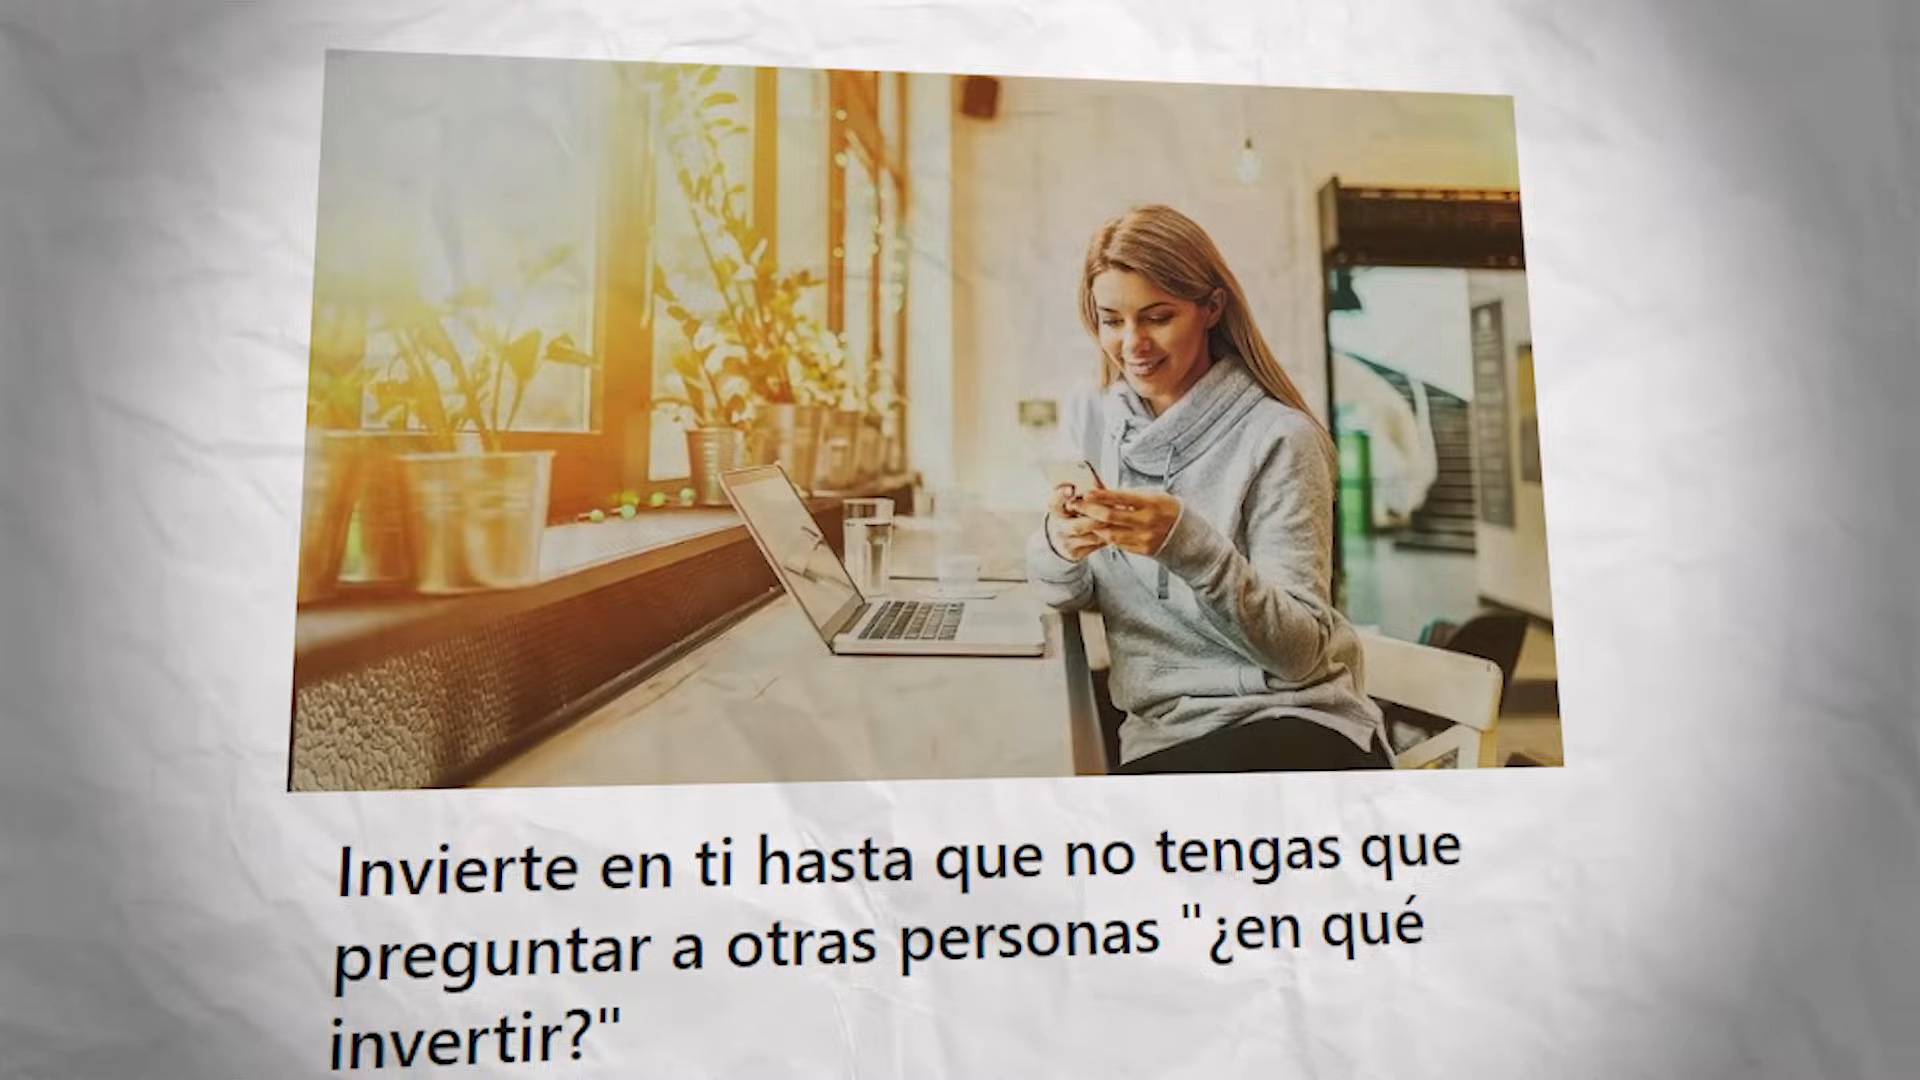 Invierte en ti hasta que no tengas que
preguntar a otras personas "¿en qué
invertir?"